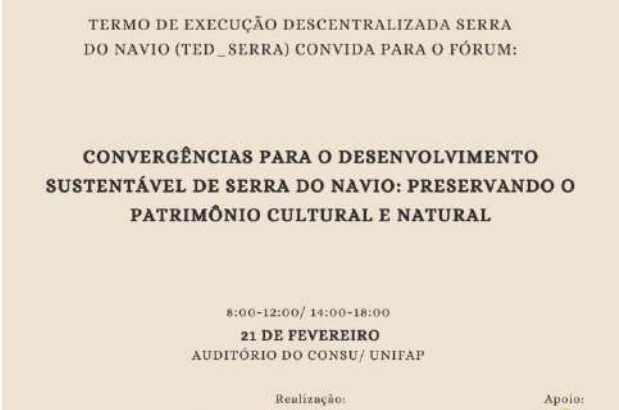 TERMO DE EXECUÇÃO DESCENTRALIZADA SERRA
DO NAVIO (TED_SERRA) CONVIDA PARA O FÓRUM:
CONVERGÊNCIAS PARA O DESENVOLVIMENTO
SUSTENTÁVEL DE SERRA DO NAVIO: PRESERVANDO O
PATRIMÔNIO CULTURAL E NATURAL
8:00-12:00/ 14:00-18:00
21 DE FEVEREIRO
AUDITÓRIO DO CONSU/ UNIFAP
Realização: Apoio: